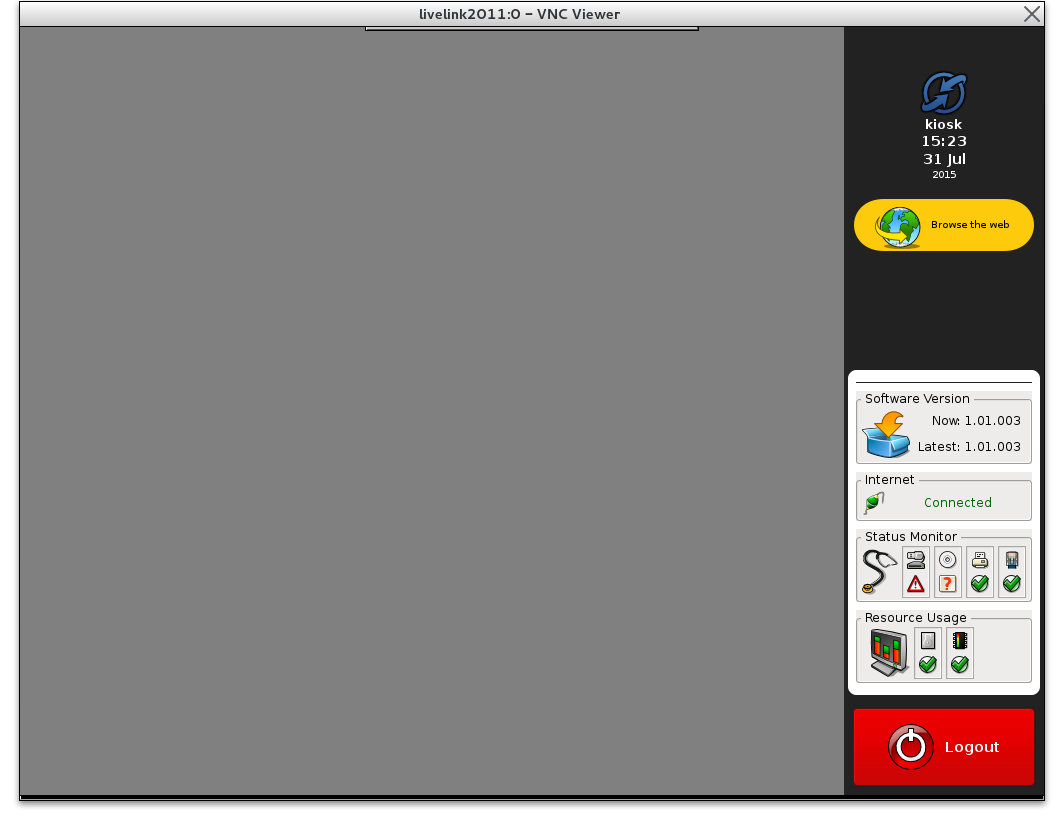 livelink2011:0 – VNC Viewer
kiosk
15:23
31 Jul
2015
Browse the web
Software Version
Now: 1.01.003
Latest: 1.01.003
Internet
Connected
Status Monitor
?
Resource Usage
Logout